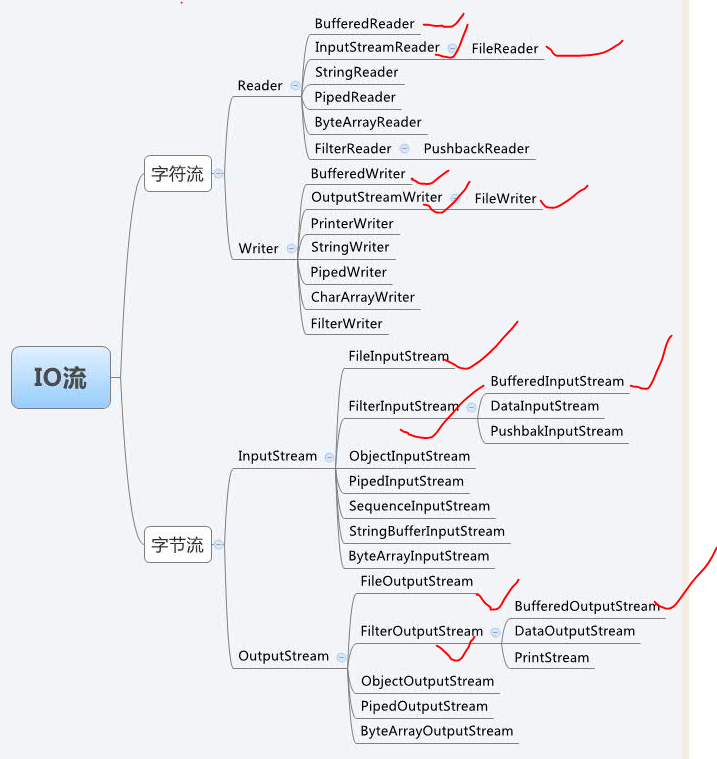 IO流
字符流
Reader
BufferedReader
InputStreamReader
FileReader
StringReader
PipedReader
ByteArrayReader
FilterReader
PushbackReader
Writer
BufferedWriter
OutputStreamWriter
FileWriter
PrinterWriter
StringWriter
PipedWriter
CharArrayWriter
FilterWriter
字节流
InputStream
FileInputStream
FilterInputStream
BufferedInputStream
DataInputStream
PushbakInputStream
ObjectInputStream
PipedInputStream
SequenceInputStream
StringBufferInputStream
ByteArrayInputStream
OutputStream
FileOutputStream
FilterOutputStream
BufferedOutputStream
DataOutputStream
PrintStream
ObjectOutputStream
PipedOutputStream
ByteArrayOutputStream